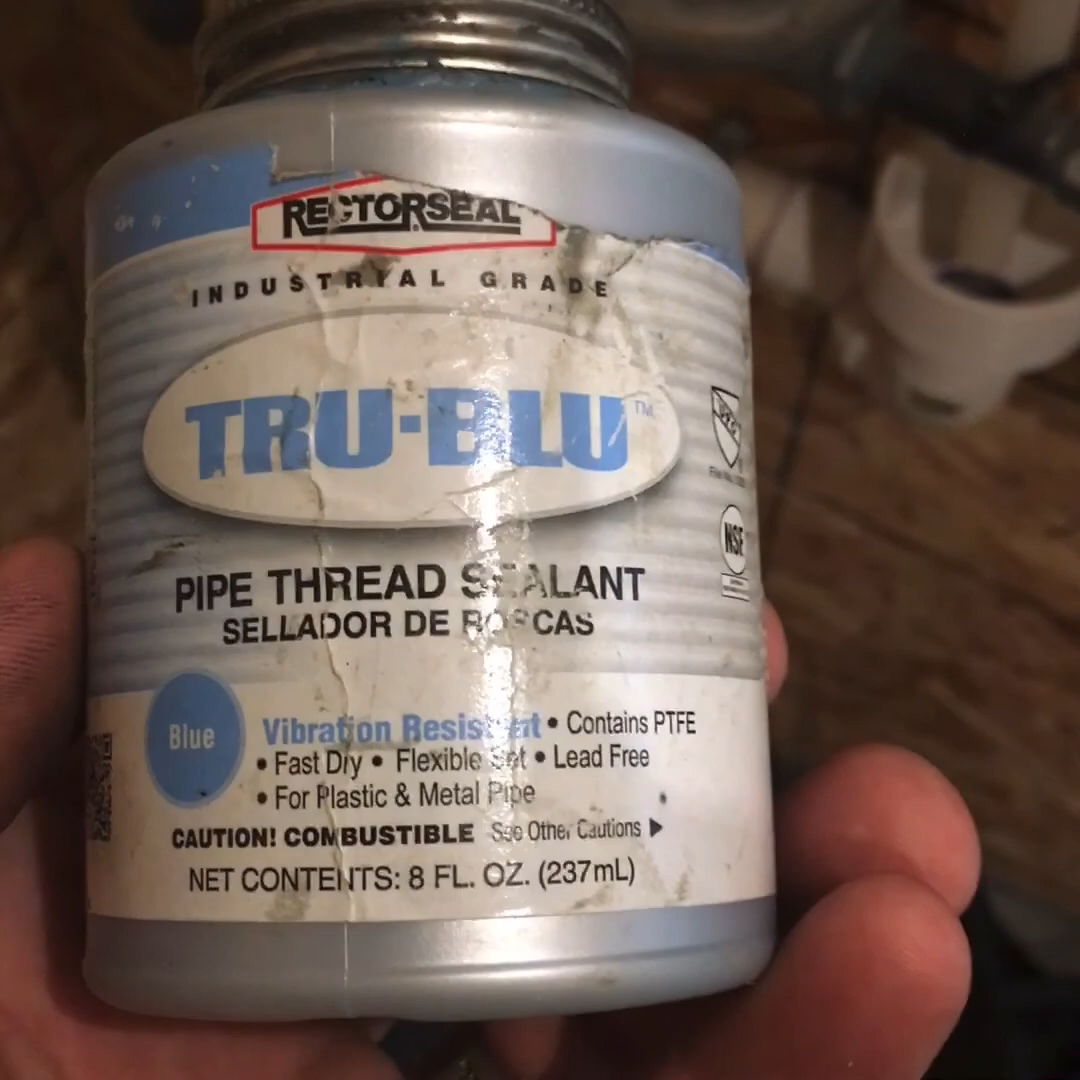 RECTORSEAL
INDUSTRIAL GRADE
TRU-BLU™
PIPE THREAD SEALANT
SELLADOR DE ROSCAS
NSF
Blue
Vibration Resistant • Contains PTFE
• Fast Dry • Flexible Set • Lead Free
• For Plastic & Metal Pipe
CAUTION! COMBUSTIBLE See Other Cautions ▶
NET CONTENTS: 8 FL. OZ. (237mL)